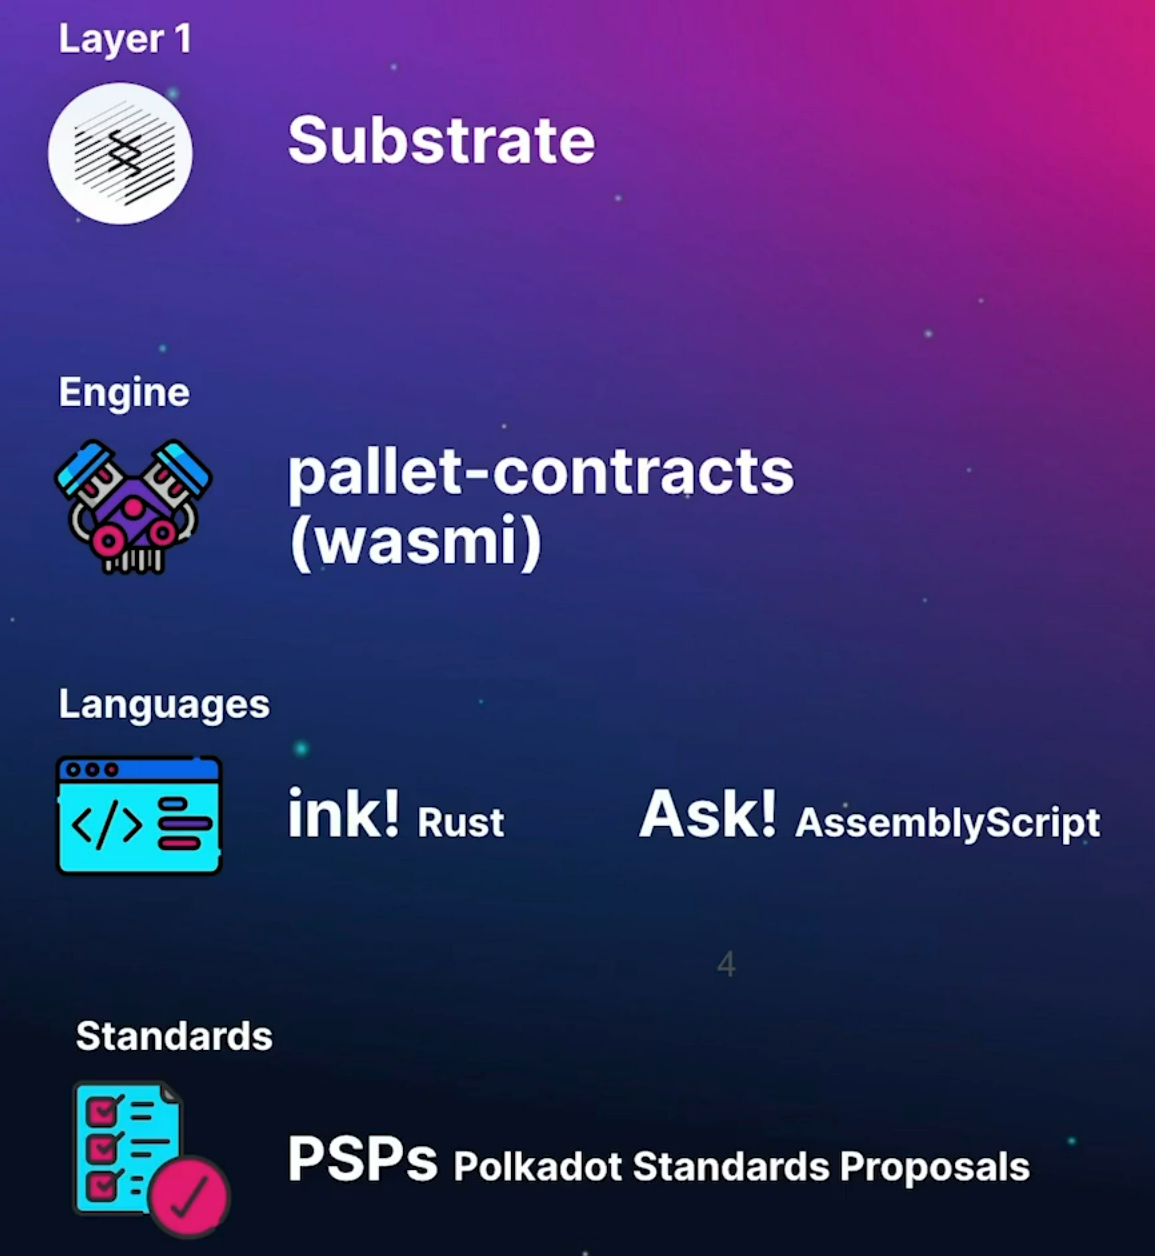 Layer 1
Substrate
Engine
pallet-contracts
(wasmi)
Languages
ink! Rust Ask! AssemblyScript
4
Standards
PSPs Polkadot Standards Proposals